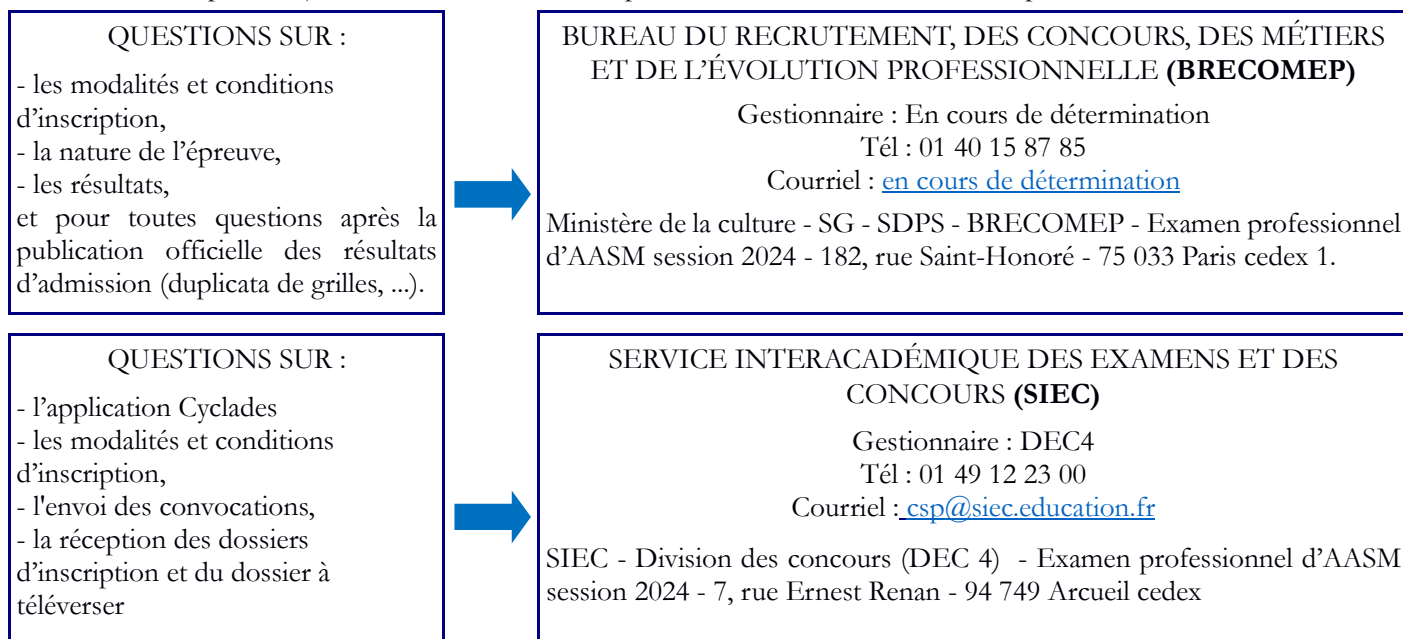 QUESTIONS SUR :
- les modalités et conditions
d’inscription,
- la nature de l’épreuve,
- les résultats,
et pour toutes questions après la
publication officielle des résultats
d’admission (duplicata de grilles, ...).
BUREAU DU RECRUTEMENT, DES CONCOURS, DES MÉTIERS
ET DE L’ÉVOLUTION PROFESSIONNELLE (BRECOMEP)
Gestionnaire : En cours de détermination
Tél : 01 40 15 87 85
Courriel : en cours de détermination
Ministère de la culture - SG - SDPS - BRECOMEP - Examen professionnel
d’AASM session 2024 - 182, rue Saint-Honoré - 75 033 Paris cedex 1.
QUESTIONS SUR :
- l’application Cyclades
- les modalités et conditions
d’inscription,
- l'envoi des convocations,
- la réception des dossiers
d’inscription et du dossier à
téléverser
SERVICE INTERACADÉMIQUE DES EXAMENS ET DES
CONCOURS (SIEC)
Gestionnaire : DEC4
Tél : 01 49 12 23 00
Courriel : csp@siec.education.fr
SIEC - Division des concours (DEC 4) - Examen professionnel d’AASM
session 2024 - 7, rue Ernest Renan - 94 749 Arcueil cedex